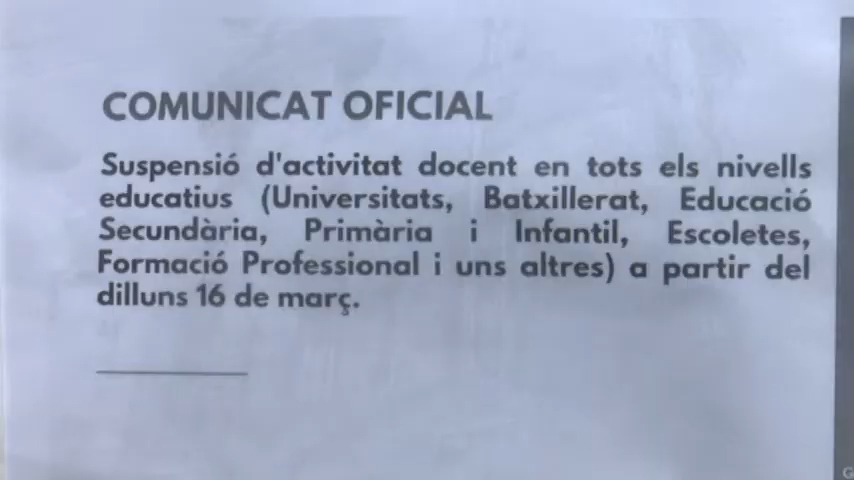 COMUNICAT OFICIAL
Suspensió d'activitat docent en tots els nivells
educatius (Universitats, Batxillerat, Educació
Secundària, Primària i Infantil, Escoletes,
Formació Professional i uns altres) a partir del
dilluns 16 de març.
G